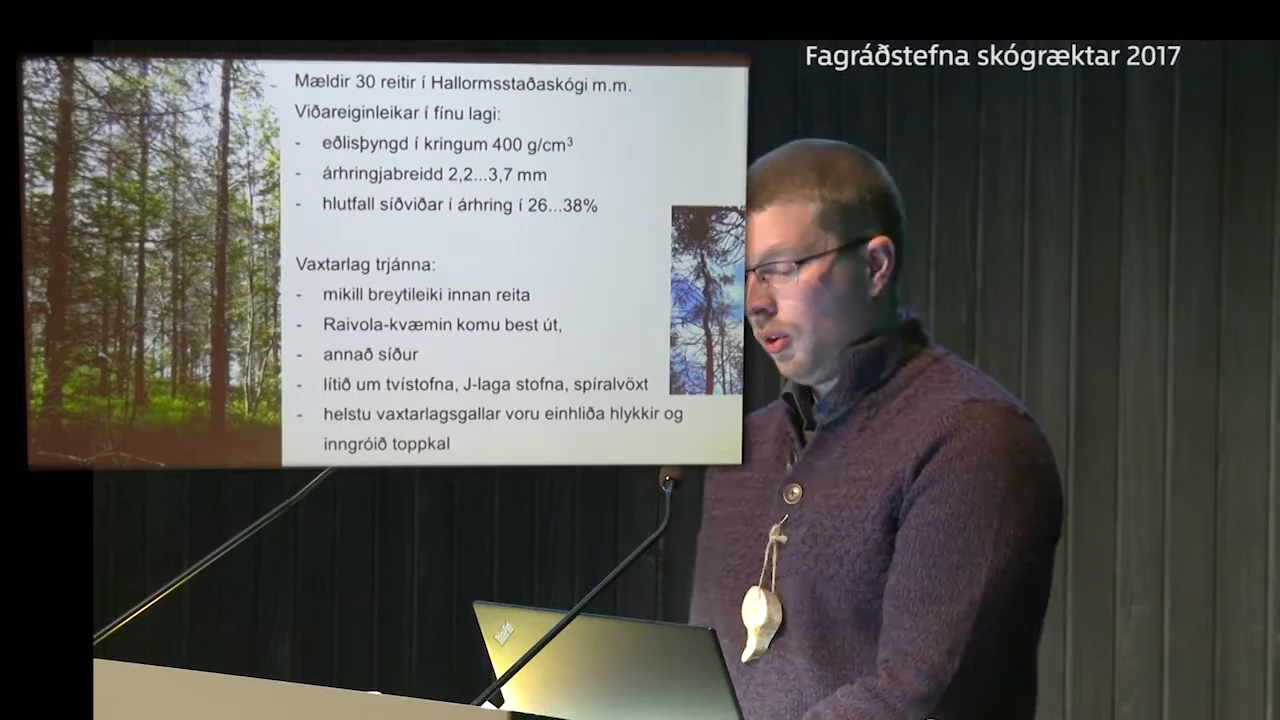 Fagráðstefna skógræktar 2017
Mældir 30 reitir í Hallormsstaðaskógi m.m.
Viðareiginleikar í fínu lagi:
- eðlisþyngd í kringum 400 g/cm³
- árhringjabreidd 2,2...3,7 mm
- hlutfall síðviðar í árhring í 26...38%
Vaxtarlag trjánna:
- mikill breytileiki innan reita
- Raivola-kvæmin komu best út,
- annað síður
- lítið um tvístofna, J-laga stofna, spíralvöxt
- helstu vaxtarlagsgallar voru einhliða hlykkir og
inngróið toppkal
ThinkPad